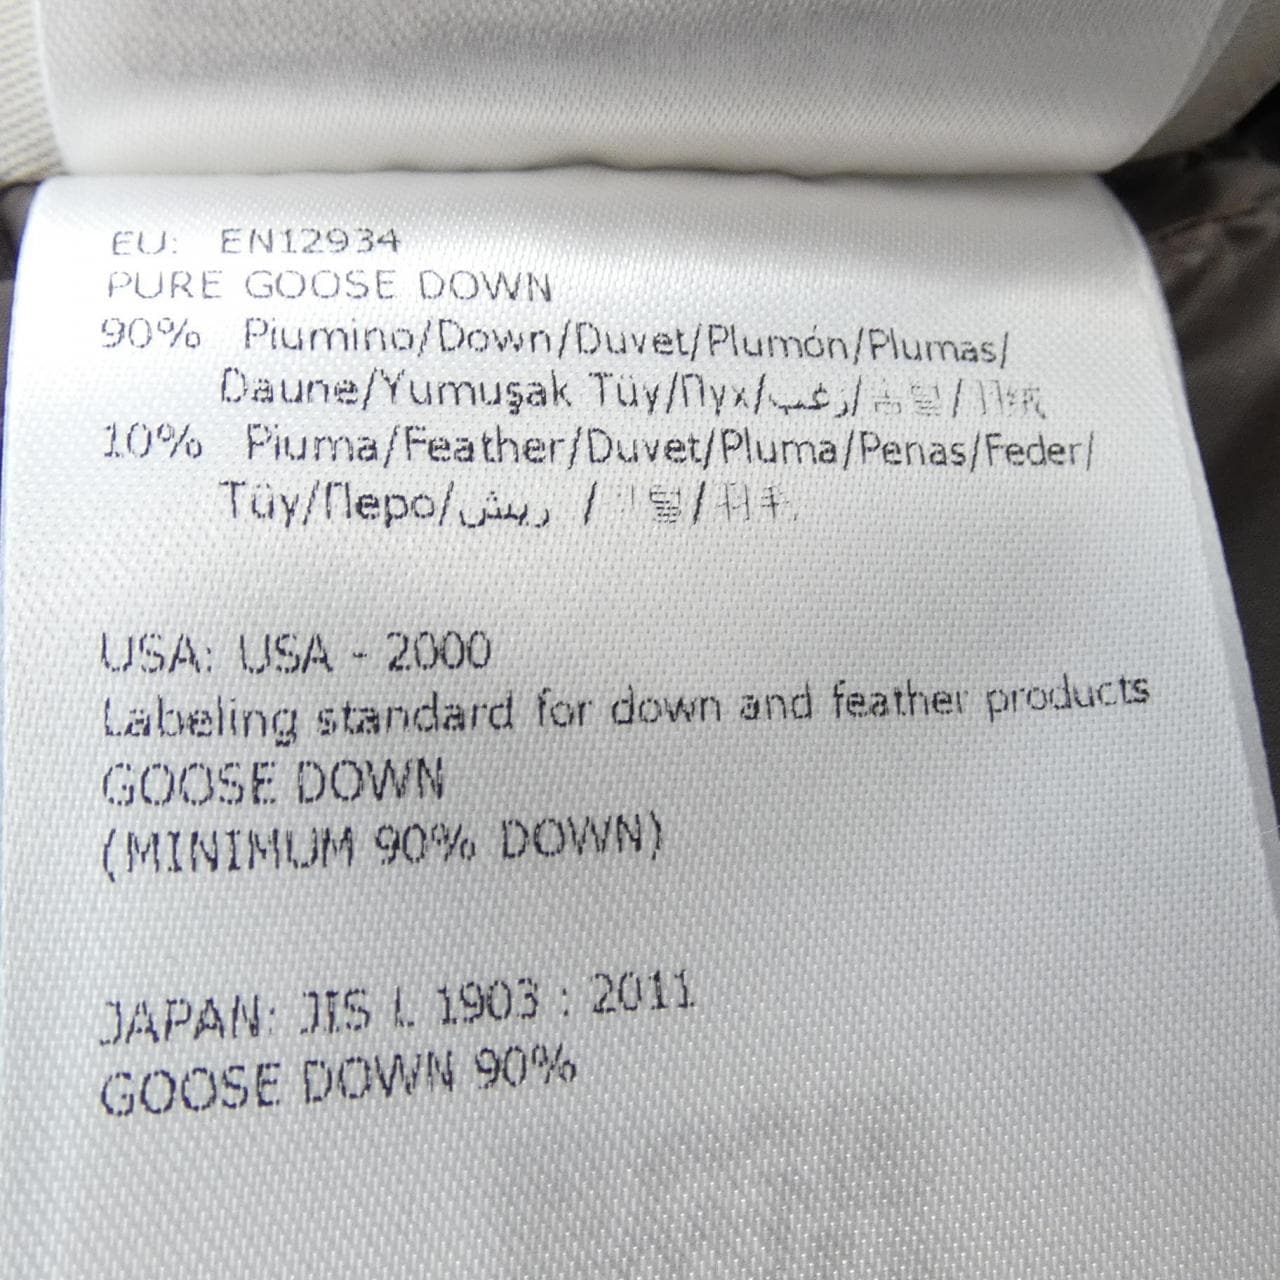 EU: EN12934
PURE GOOSE DOWN
90% Piumino/Down/Duvet/Plumón/Plumas/
Daune/Yumuşak Tüy/Пух/زغب/
10% Piuma/Feather/Duvet/Pluma/Penas/Feder/
Tüy/Перо/ريش /
USA: USA - 2000
Labeling standard for down and feather products
GOOSE DOWN
(MINIMUM 90% DOWN)
JAPAN: JIS L 1903 : 2011
GOOSE DOWN 90%